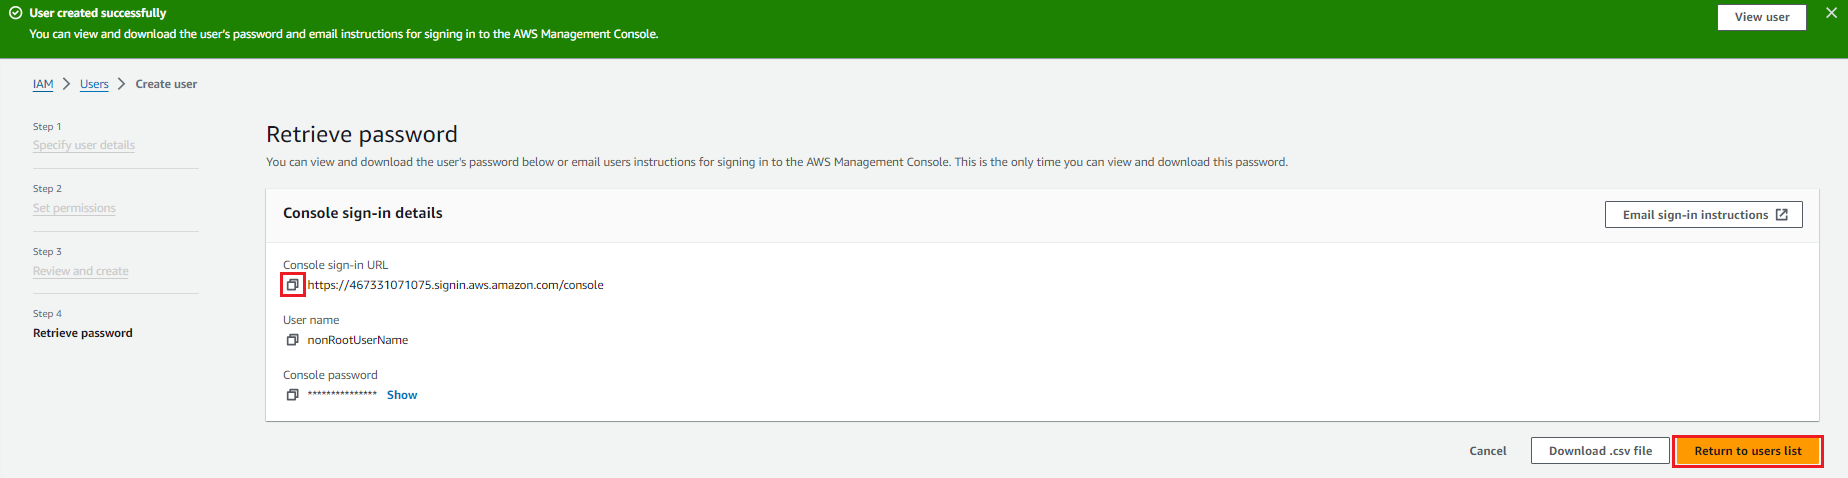 User created successfully
View user
You can view and download the user's password and email instructions for signing in to the AWS Management Console.
IAM > Users > Create user
Step 1
Specify user details
Step 2
Set permissions
Step 3
Review and create
Step 4
Retrieve password
Retrieve password
You can view and download the user's password below or email users instructions for signing in to the AWS Management Console. This is the only time you can view and download this password.
Console sign-in details
Email sign-in instructions
Console sign-in URL
https://467331071075.signin.aws.amazon.com/console
User name
nonRootUserName
Console password
*************** Show
Cancel
Download .csv file
Return to users list